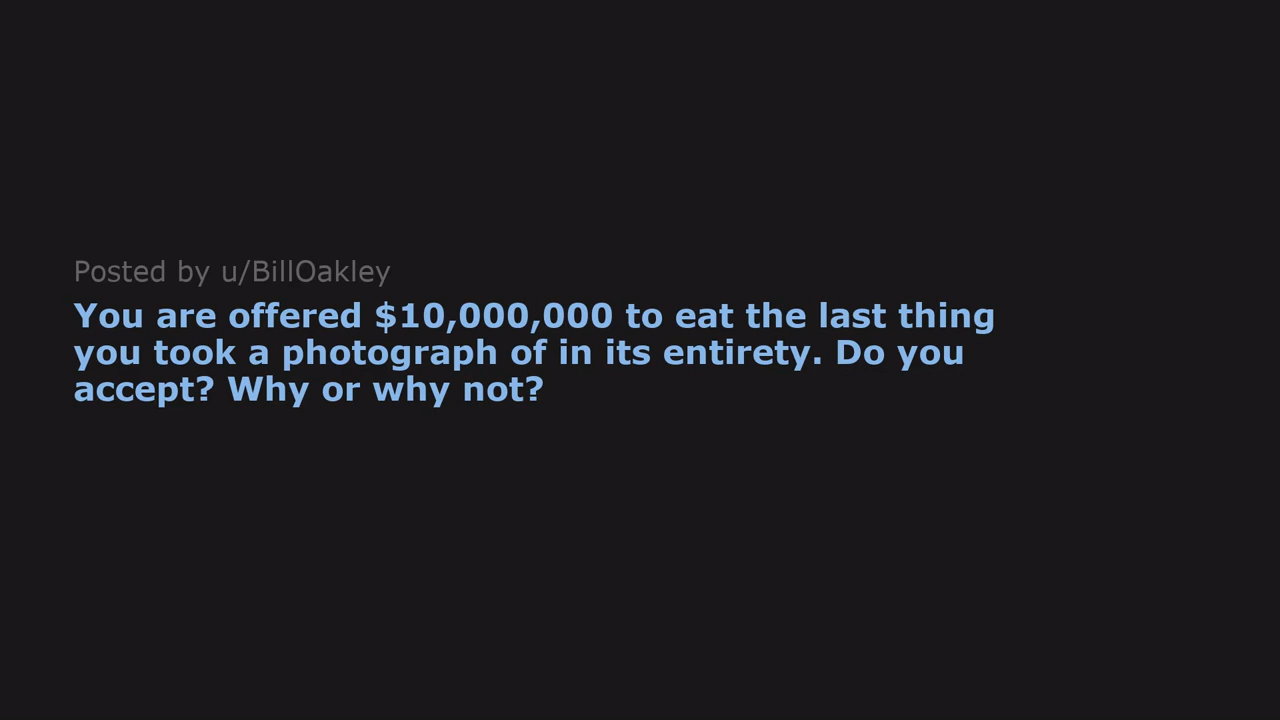 Posted by u/BillOakley
You are offered $10,000,000 to eat the last thing
you took a photograph of in its entirety. Do you
accept? Why or why not?